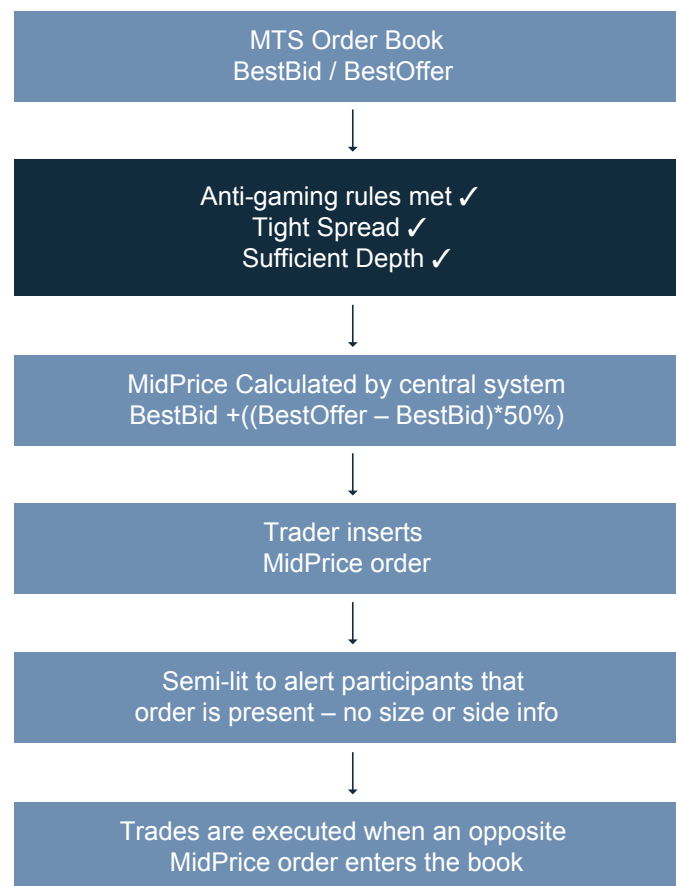 MTS Order Book
BestBid / BestOffer
Anti-gaming rules met ✓
Tight Spread ✓
Sufficient Depth ✓
MidPrice Calculated by central system
BestBid +((BestOffer – BestBid)*50%)
Trader inserts
MidPrice order
Semi-lit to alert participants that
order is present – no size or side info
Trades are executed when an opposite
MidPrice order enters the book